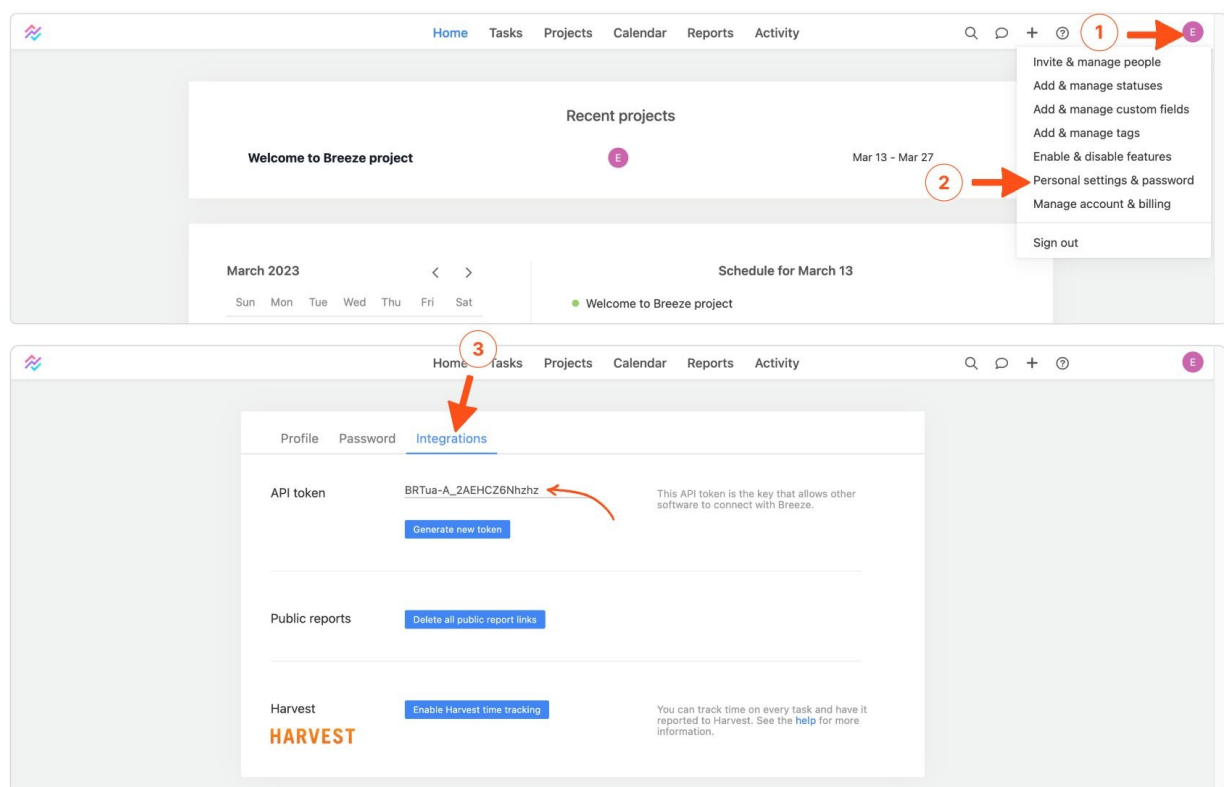 Home Tasks Projects Calendar Reports Activity
1
E
Invite & manage people
Add & manage statuses
Add & manage custom fields
Add & manage tags
Enable & disable features
2
Personal settings & password
Manage account & billing
Sign out
Recent projects
Welcome to Breeze project E Mar 13 - Mar 27
March 2023 < >
Sun Mon Tue Wed Thu Fri Sat
Schedule for March 13
Welcome to Breeze project
3
Home Tasks Projects Calendar Reports Activity
E
Profile Password Integrations
API token
BRTua-A_2AEHCZ6Nhzhz
This API token is the key that allows other
software to connect with Breeze.
Generate new token
Public reports
Delete all public report links
Harvest
HARVEST
Enable Harvest time tracking
You can track time on every task and have it
reported to Harvest. See the help for more
information.